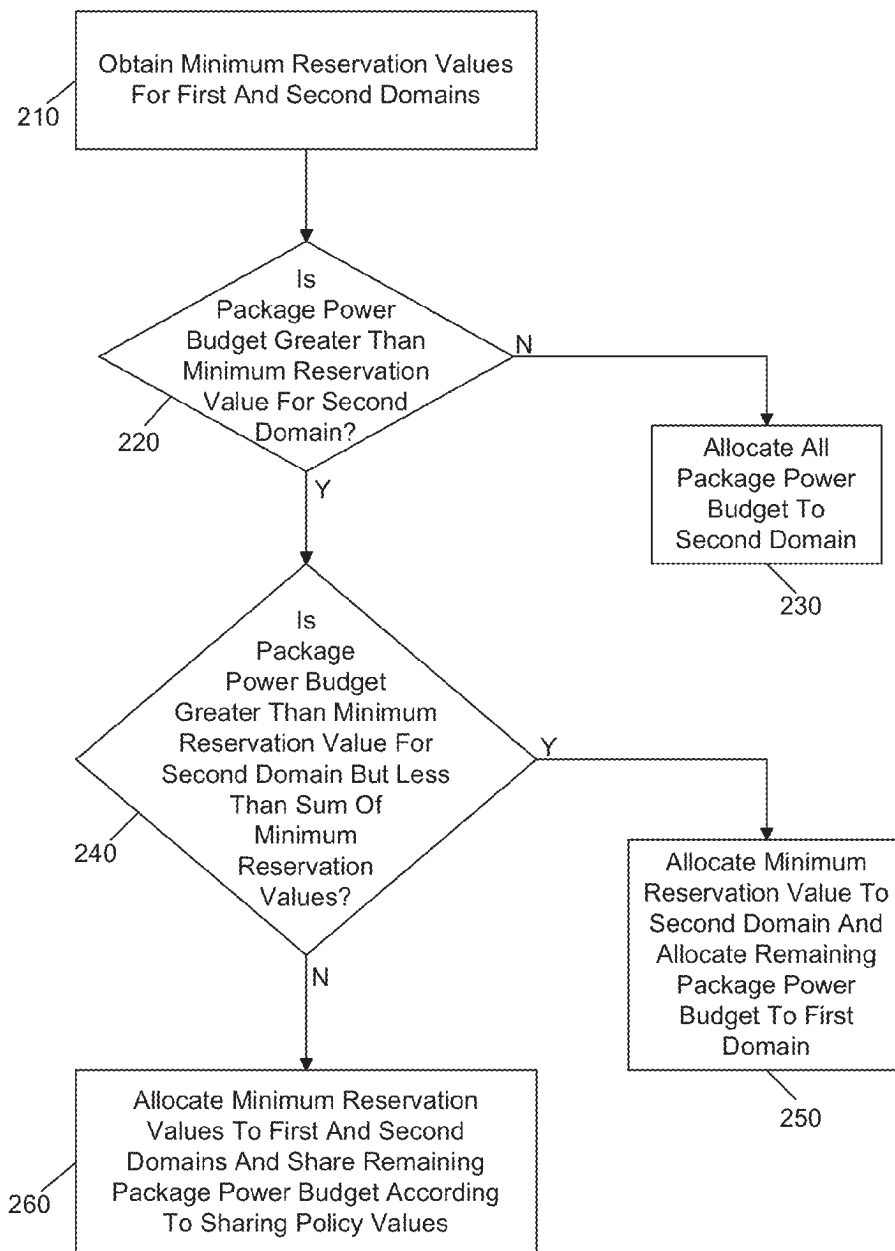 Obtain Minimum Reservation Values
For First And Second Domains
210
Is
Package Power
Budget Greater Than
Minimum Reservation
Value For Second
Domain?
220
N
Y
Allocate All
Package Power
Budget To
Second Domain
230
Is
Package
Power Budget
Greater Than Minimum
Reservation Value For
Second Domain But Less
Than Sum Of
Minimum
Reservation
Values?
240
Y
N
Allocate Minimum
Reservation Value To
Second Domain And
Allocate Remaining
Package Power
Budget To First
Domain
250
Allocate Minimum Reservation
Values To First And Second
Domains And Share Remaining
Package Power Budget According
To Sharing Policy Values
260